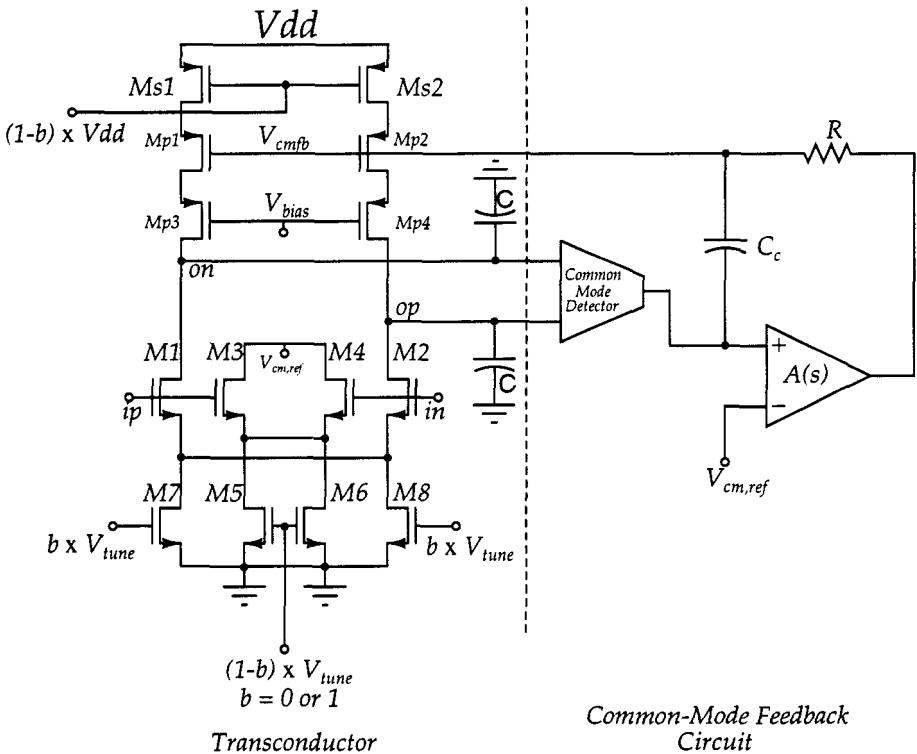 Vdd
Ms1
Ms2
(1-b) x Vdd
Mp1
Vcmfb
Mp2
R
C
Vbias
Mp3
Mp4
Cc
on
Common
Mode
Detector
op
M1
M3
M4
M2
Vcm,ref
C
+
A(s)
−
ip
in
Vcm,ref
M7
M5
M6
M8
b x Vtune
b x Vtune
(1-b) x Vtune
b = 0 or 1
Transconductor
Common-Mode Feedback
Circuit